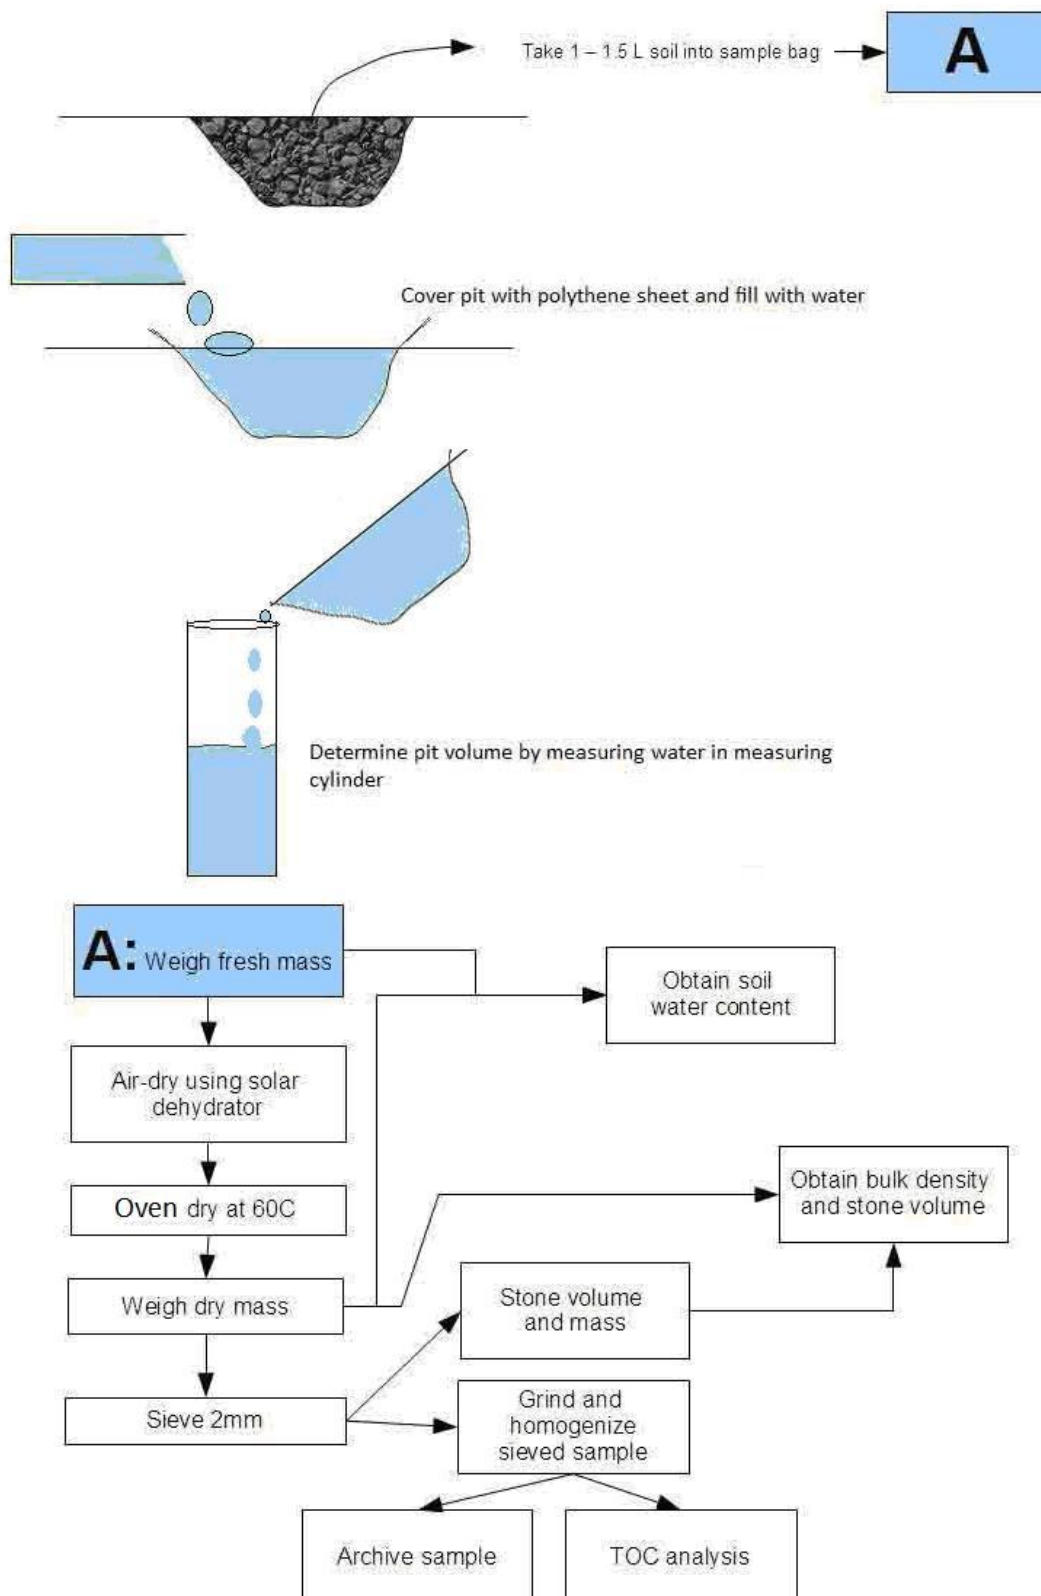 Take 1 – 1.5 L soil into sample bag
A
Cover pit with polythene sheet and fill with water
Determine pit volume by measuring water in measuring
cylinder
A: Weigh fresh mass
Obtain soil
water content
Air-dry using solar
dehydrator
Obtain bulk density
and stone volume
Oven dry at 60C
Weigh dry mass
Stone volume
and mass
Sieve 2mm
Grind and
homogenize
sieved sample
Archive sample
TOC analysis